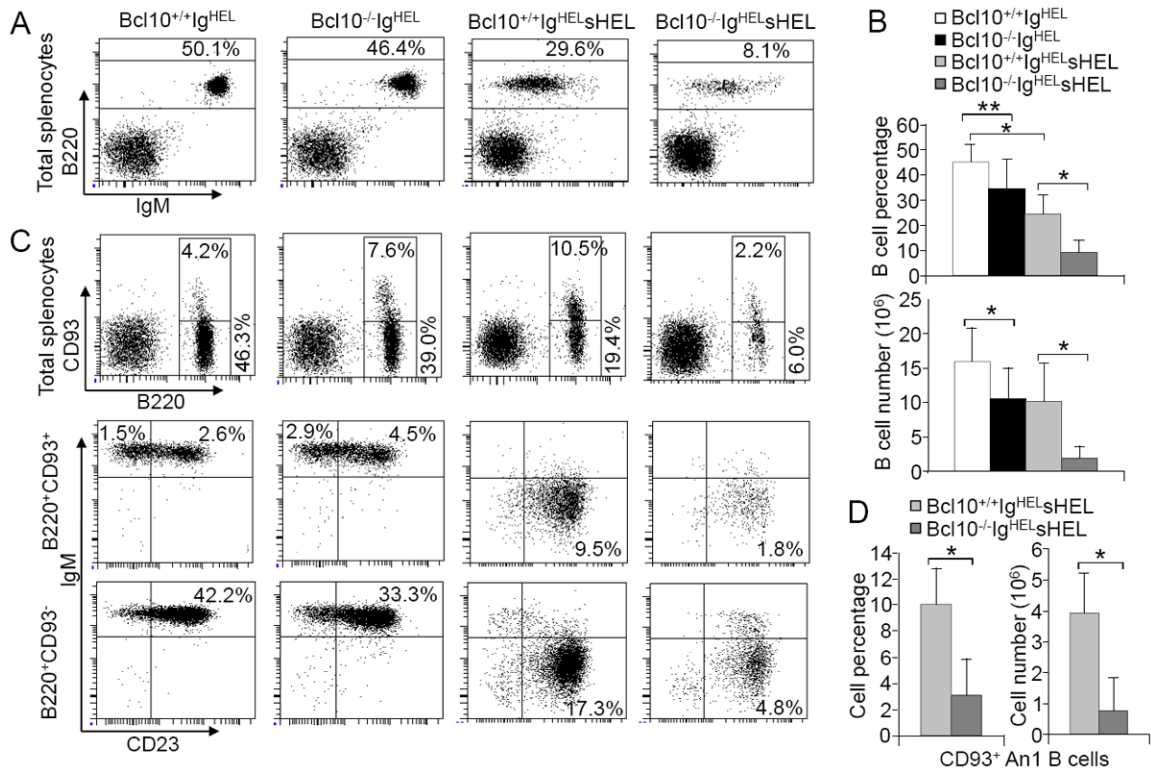 A
Bcl10+/+IgHEL
Bcl10-/-IgHEL
Bcl10+/+IgHELsHEL
Bcl10-/-IgHELsHEL
50.1%
46.4%
29.6%
8.1%
Total splenocytes
B220
IgM
B
Bcl10+/+IgHEL
Bcl10-/-IgHEL
Bcl10+/+IgHELsHEL
Bcl10-/-IgHELsHEL
**
*
*
60
50
40
30
20
10
0
B cell percentage
*
*
25
20
15
10
5
0
B cell number (106)
C
4.2%
46.3%
7.6%
39.0%
10.5%
19.4%
2.2%
6.0%
Total splenocytes
CD93
B220
1.5%
2.6%
2.9%
4.5%
9.5%
1.8%
B220+CD93+
IgM
42.2%
33.3%
17.3%
4.8%
B220+CD93-
CD23
D
Bcl10+/+IgHELsHEL
Bcl10-/-IgHELsHEL
*
14
12
10
8
6
4
2
0
Cell percentage
*
6
5
4
3
2
1
0
Cell number (106)
CD93+ An1 B cells